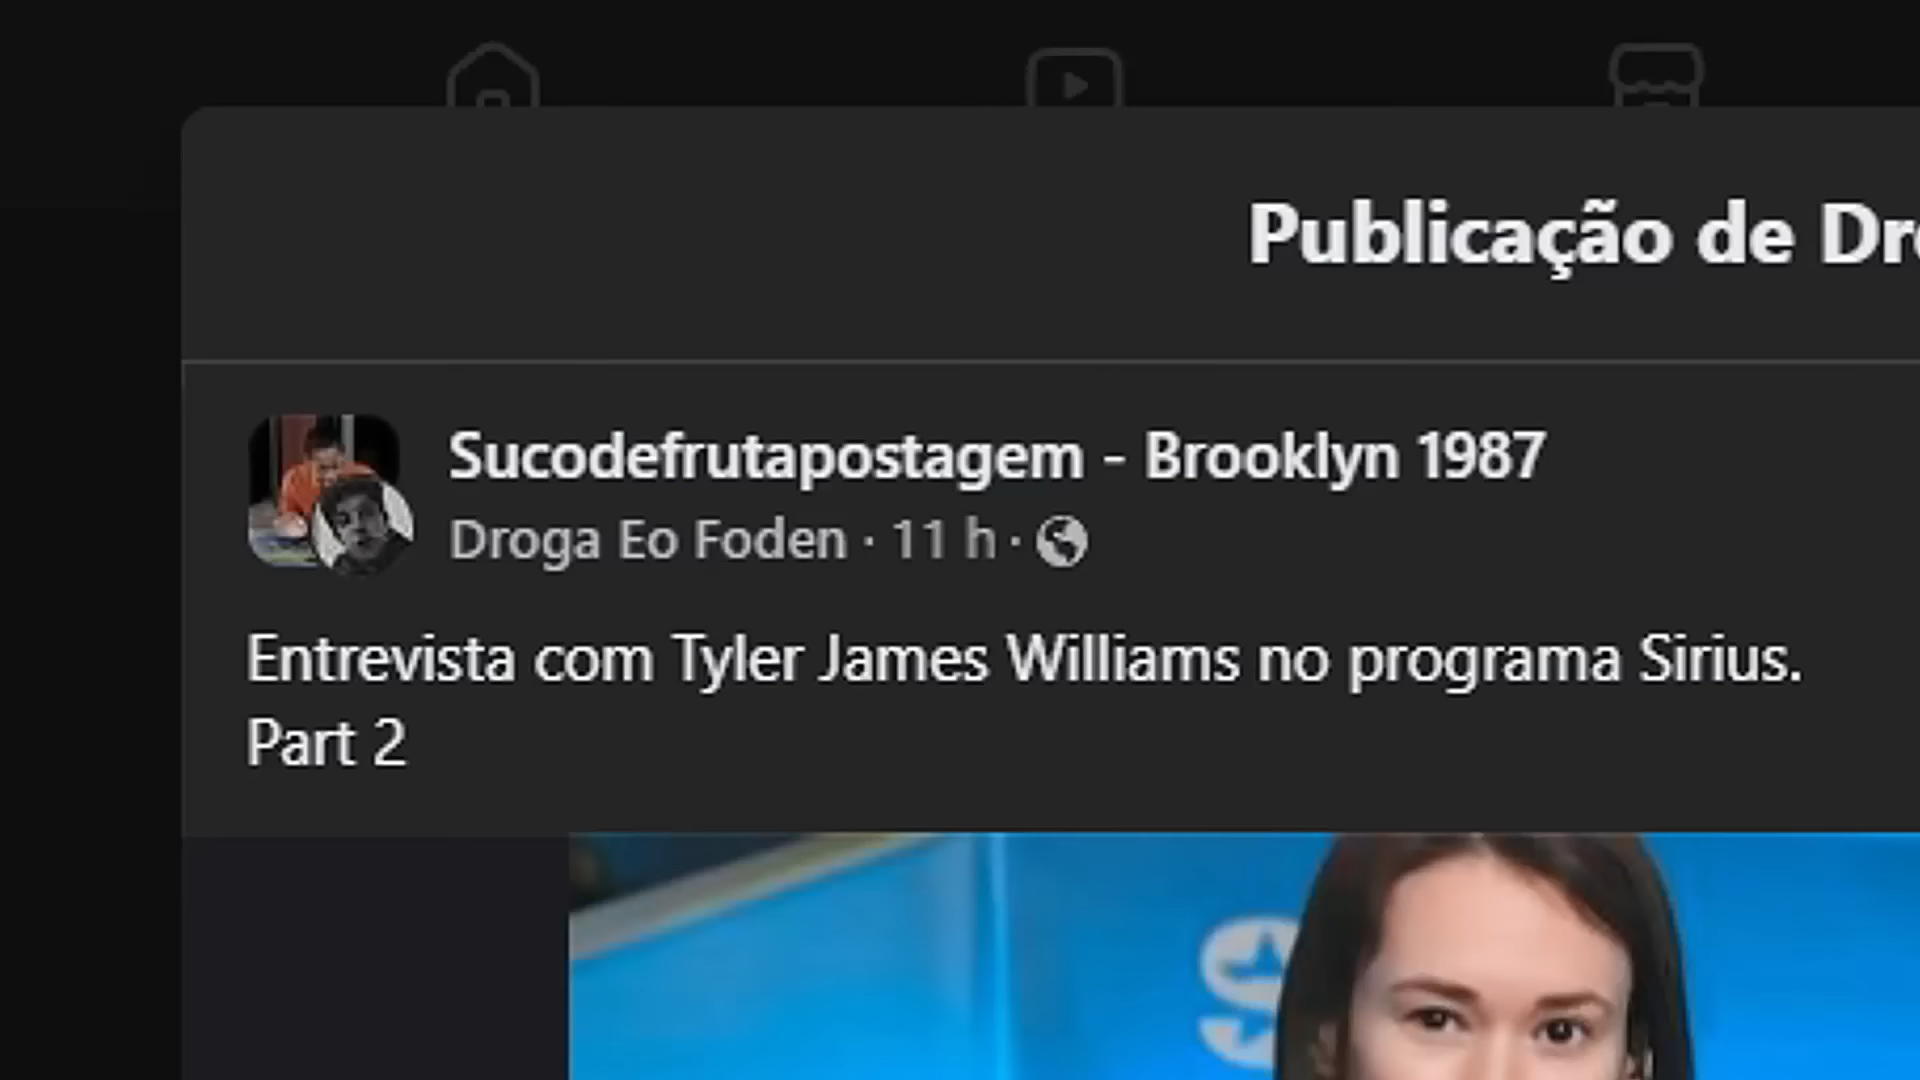 Publicação de Dr
Sucodefrutapostagem - Brooklyn 1987
Droga Eo Foden · 11 h ·
Entrevista com Tyler James Williams no programa Sirius.
Part 2
S